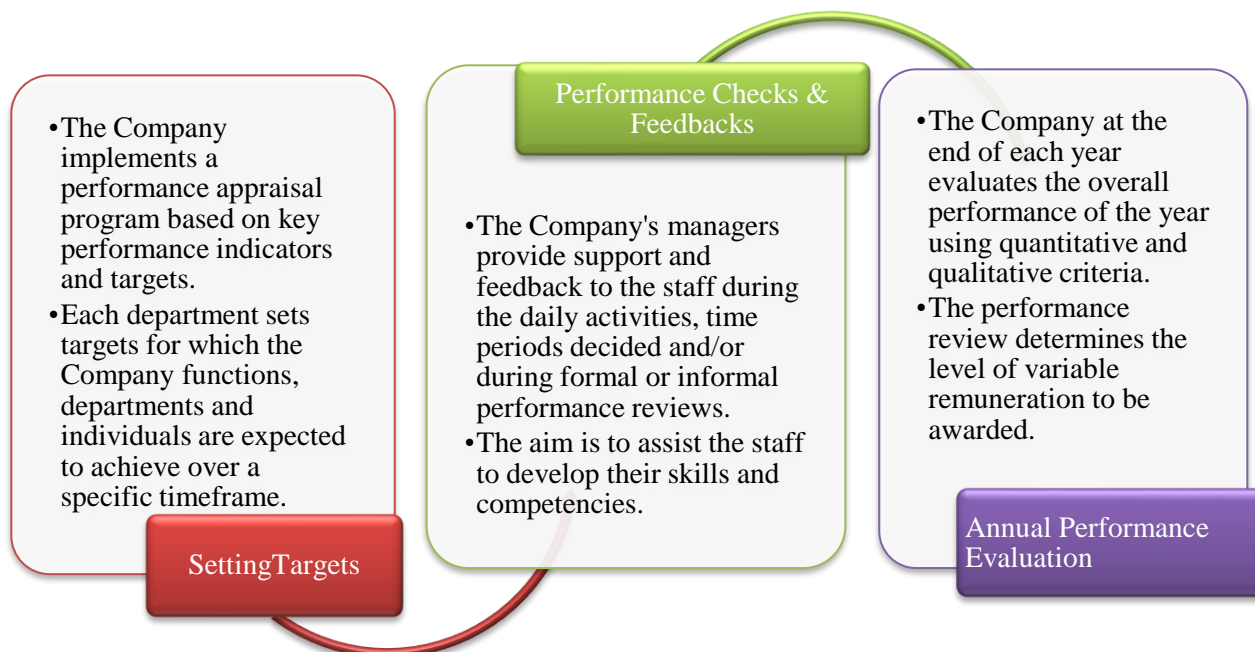 •The Company
implements a
performance appraisal
program based on key
performance indicators
and targets.
•Each department sets
targets for which the
Company functions,
departments and
individuals are expected
to achieve over a
specific timeframe.
SettingTargets
Performance Checks &
Feedbacks
•The Company's managers
provide support and
feedback to the staff during
the daily activities, time
periods decided and/or
during formal or informal
performance reviews.
•The aim is to assist the staff
to develop their skills and
competencies.
•The Company at the
end of each year
evaluates the overall
performance of the year
using quantitative and
qualitative criteria.
•The performance
review determines the
level of variable
remuneration to be
awarded.
Annual Performance
Evaluation